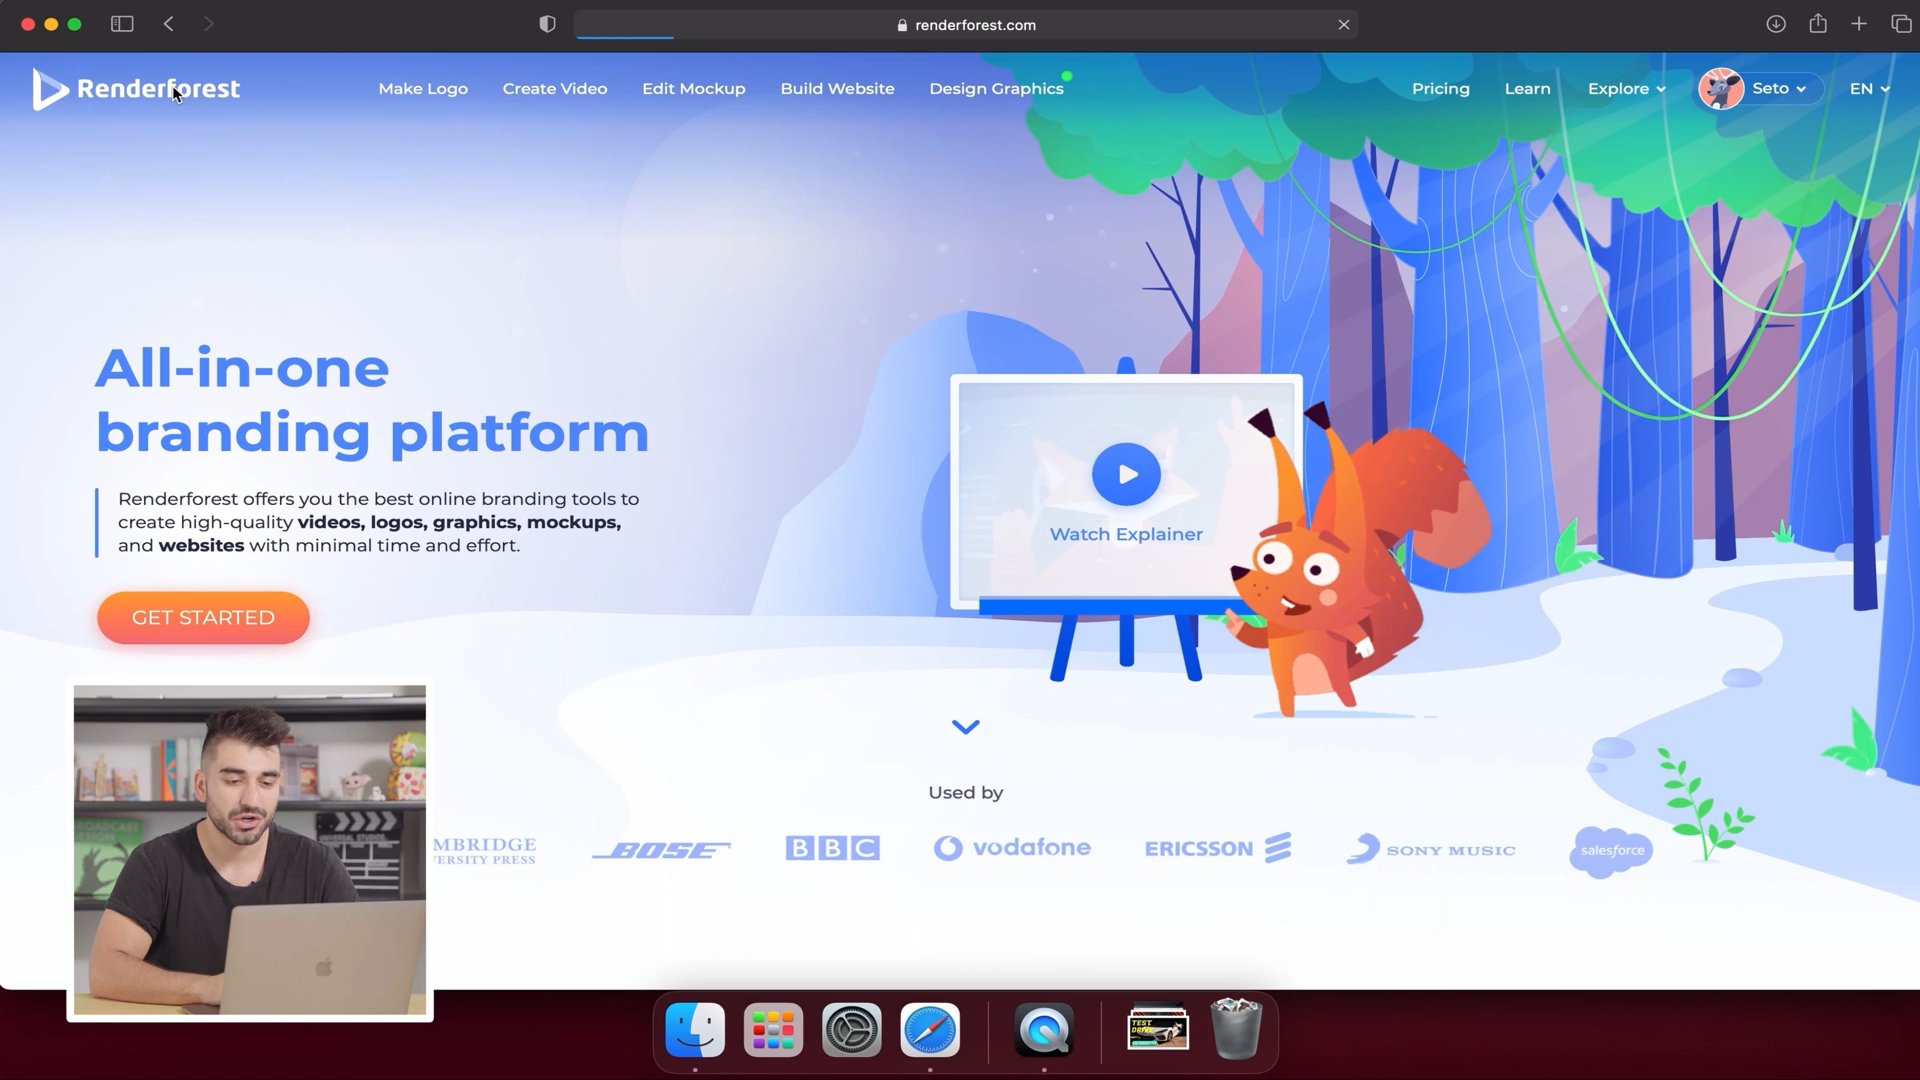 renderforest.com
Renderforest
Make Logo
Create Video
Edit Mockup
Build Website
Design Graphics
Pricing
Learn
Explore
Seto
EN
All-in-one
branding platform
Renderforest offers you the best online branding tools to
create high-quality videos, logos, graphics, mockups,
and websites with minimal time and effort.
GET STARTED
Watch Explainer
Used by
MBRIDGE
ERSITY PRESS
BOSE
BBC
vodafone
ERICSSON
SONY MUSIC
salesforce
TEST
DRIVE